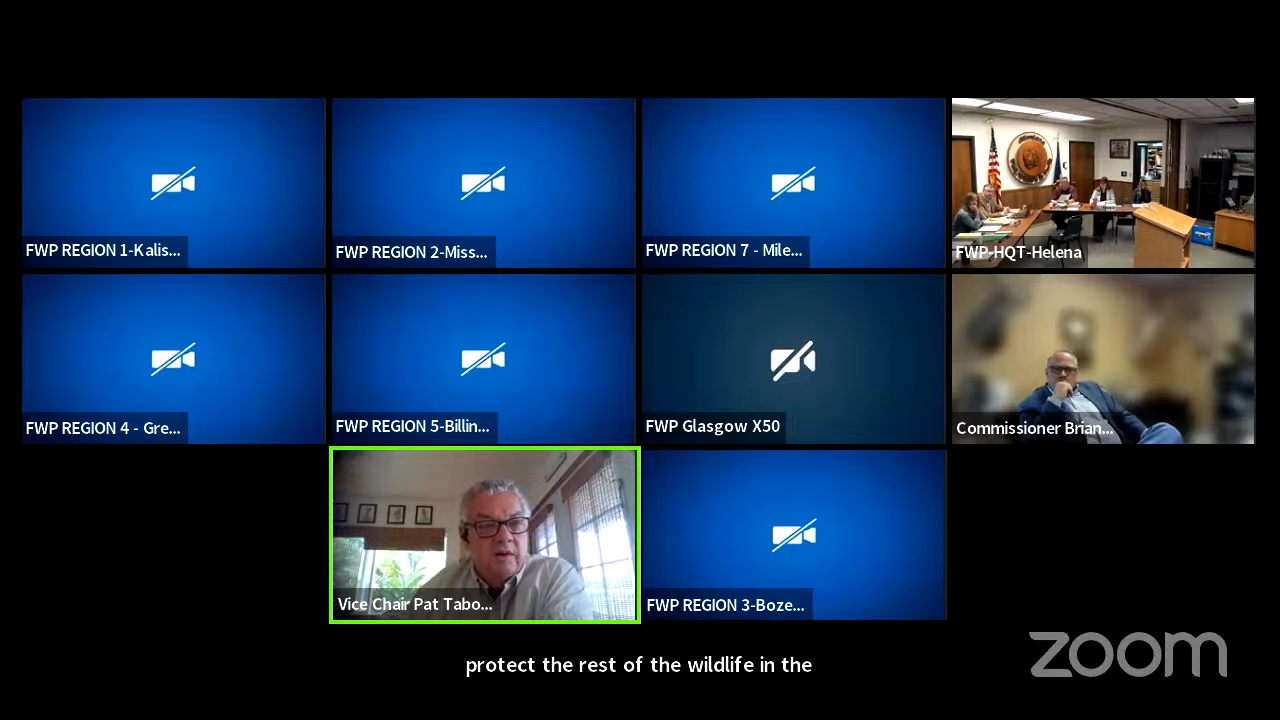 FWP REGION 1-Kalis...
FWP REGION 2-Miss...
FWP REGION 7 - Mile...
FWP-HQT-Helena
FWP REGION 4 - Gre...
FWP REGION 5-Billin...
FWP Glasgow X50
Commissioner Brian...
Vice Chair Pat Tabo...
FWP REGION 3-Boze...
protect the rest of the wildlife in the
zoom